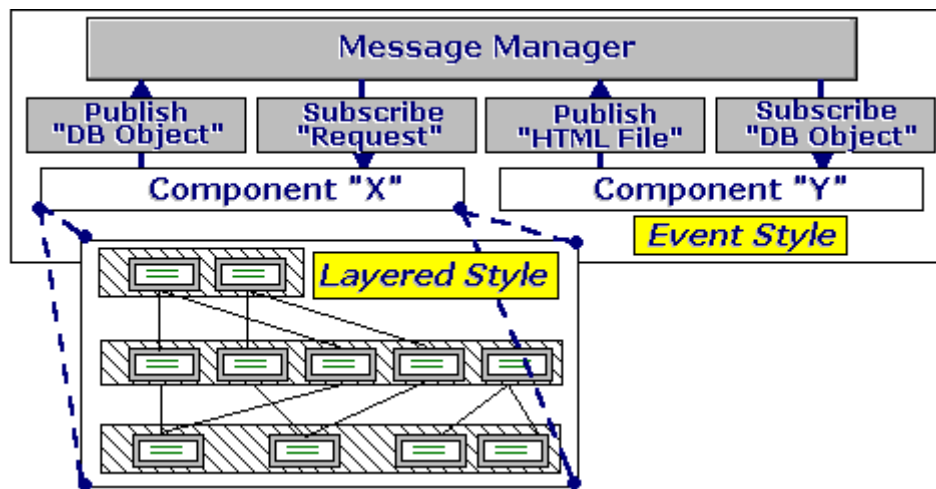 Message Manager
Publish
"DB Object"
Subscribe
"Request"
Publish
"HTML File"
Subscribe
"DB Object"
Component "X"
Component "Y"
Event Style
Layered Style